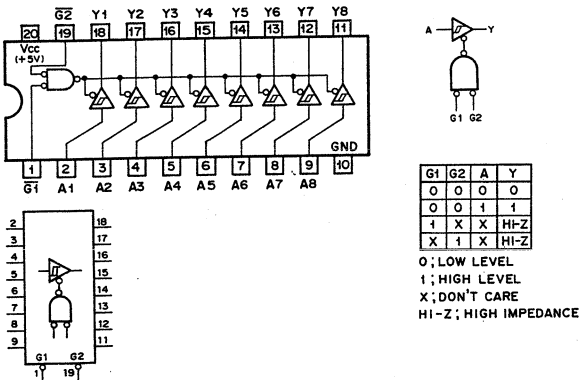 G2 Y1 Y2 Y3 Y4 Y5 Y6 Y7 Y8
20 19 18 17 16 15 14 13 12 11
Vcc
(+5V)
GND
1 2 3 4 5 6 7 8 9 10
G1 A1 A2 A3 A4 A5 A6 A7 A8
A Y
G1 G2
G1 G2 A Y
0 0 0 0
0 0 1 1
1 X X HI-Z
X 1 X HI-Z
0; LOW LEVEL
1; HIGH LEVEL
X; DON'T CARE
HI-Z; HIGH IMPEDANCE
2 18
3 17
4 16
5 15
6 14
7 13
8 12
9 11
G1 G2
1 19